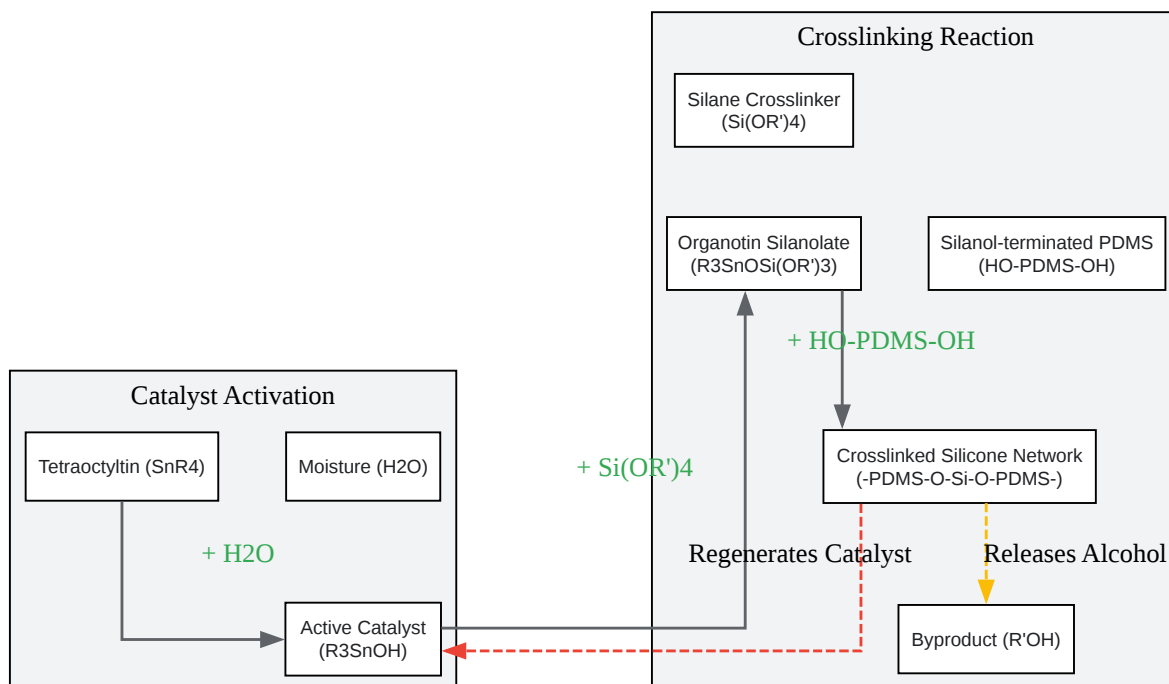 Crosslinking Reaction
Silane Crosslinker
(Si(OR')4)
Organotin Silanolate
(R3SnOSi(OR')3)
Silanol-terminated PDMS
(HO-PDMS-OH)
+ HO-PDMS-OH
Catalyst Activation
Tetraoctyltin (SnR4)
Moisture (H2O)
+ Si(OR')4
Crosslinked Silicone Network
(-PDMS-O-Si-O-PDMS-)
+ H2O
Regenerates Catalyst
Releases Alcohol
Active Catalyst
(R3SnOH)
Byproduct (R'OH)